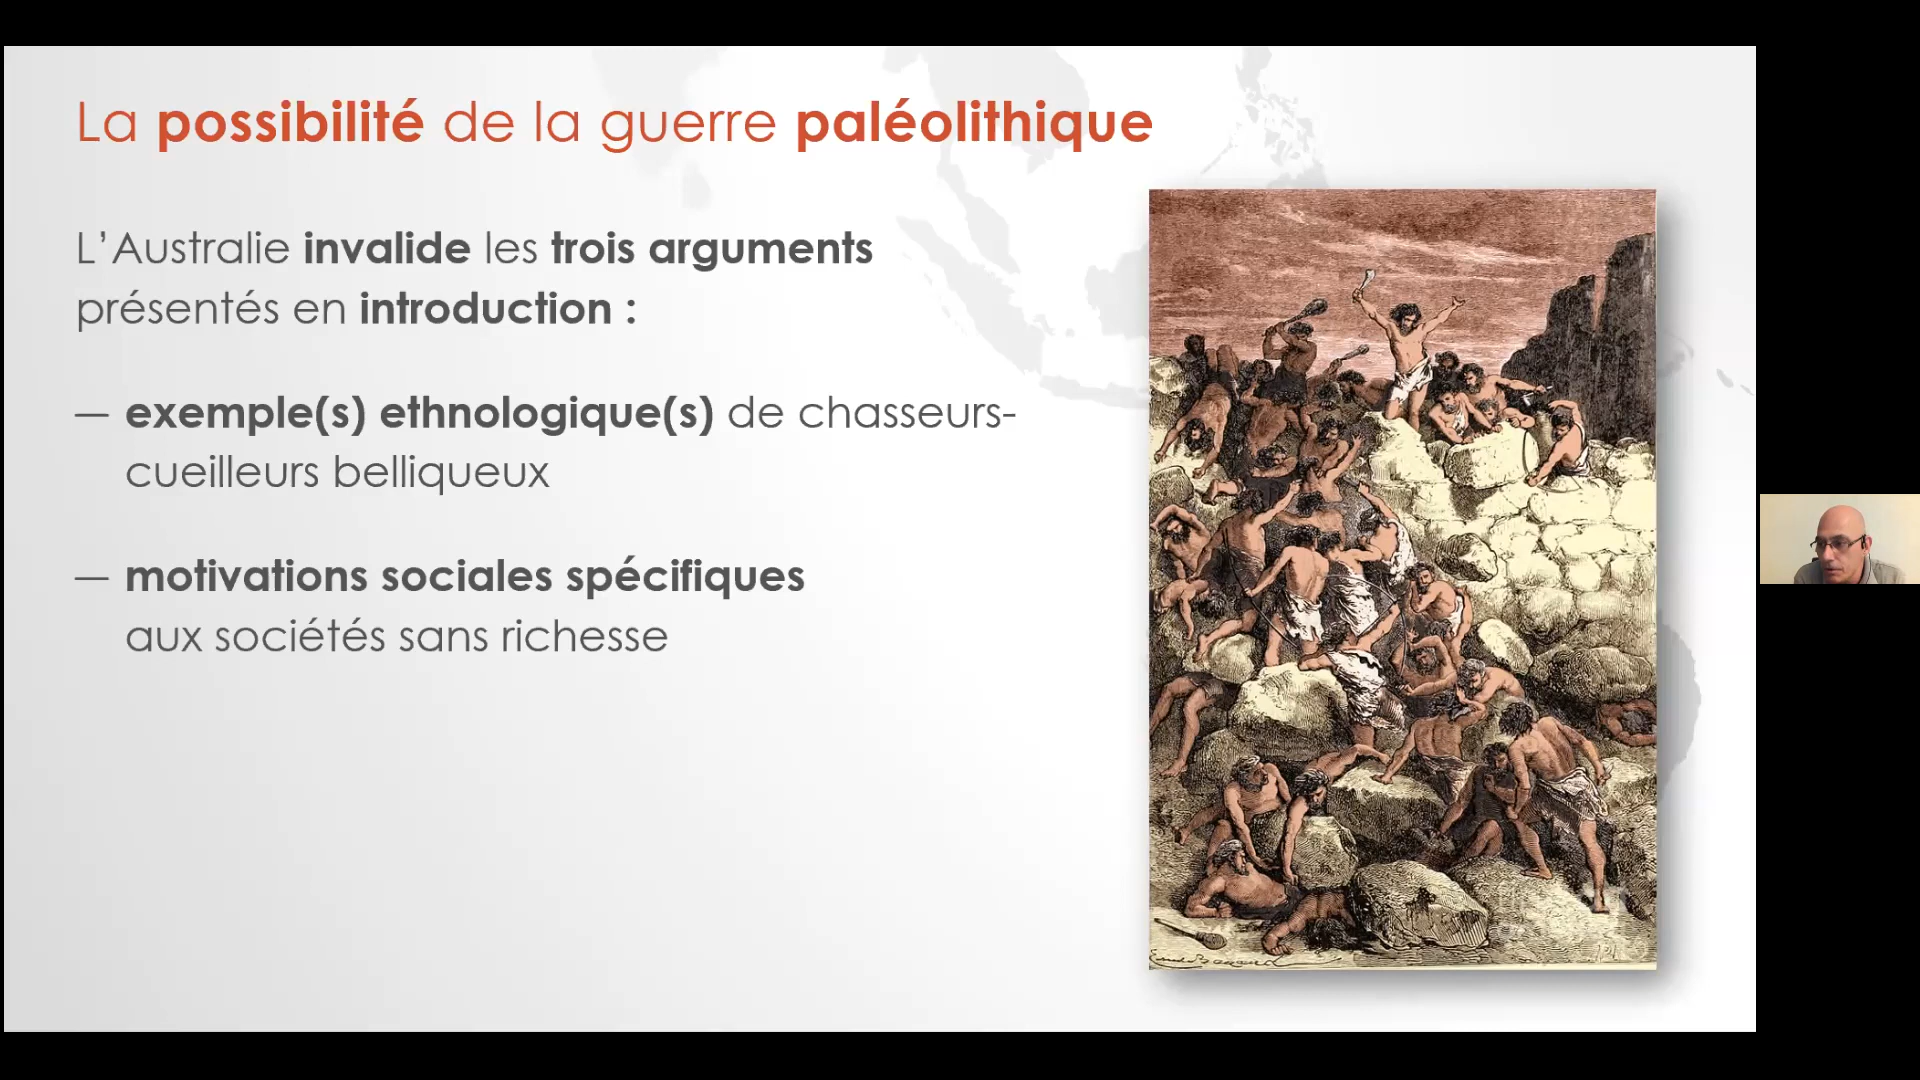 La possibilité de la guerre paléolithique
L’Australie invalide les trois arguments
présentés en introduction :
— exemple(s) ethnologique(s) de chasseurs-
cueilleurs belliqueux
— motivations sociales spécifiques
aux sociétés sans richesse